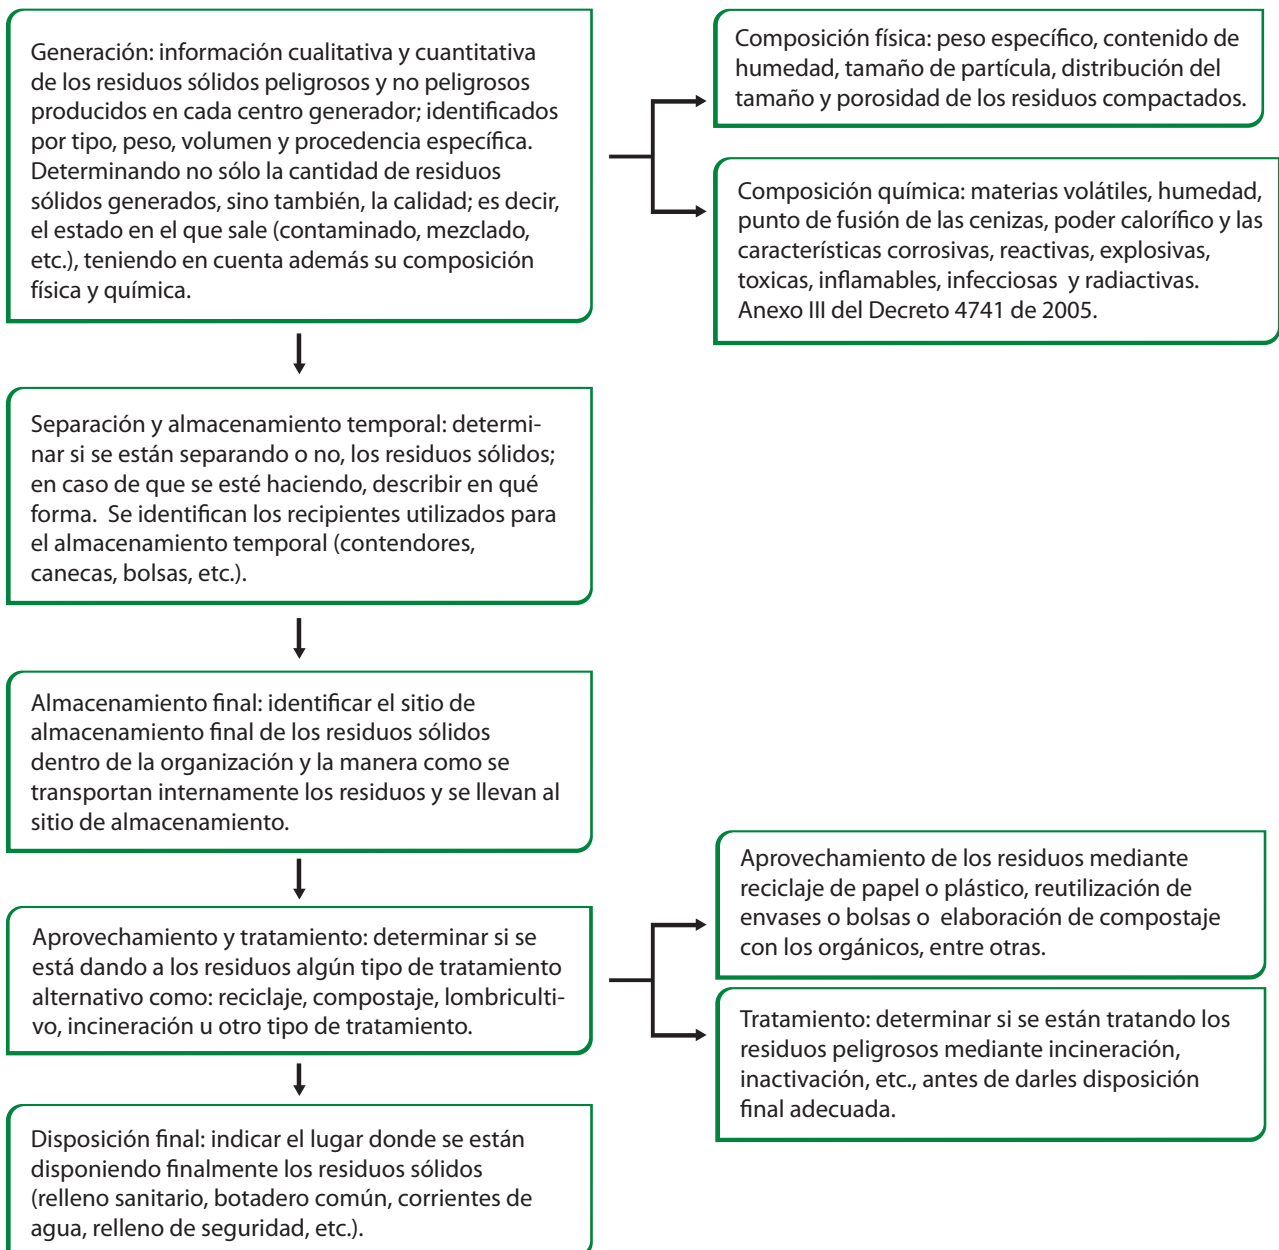 Generación: información cualitativa y cuantitativa
de los residuos sólidos peligrosos y no peligrosos
producidos en cada centro generador; identificados
por tipo, peso, volumen y procedencia específica.
Determinando no sólo la cantidad de residuos
sólidos generados, sino también, la calidad; es decir,
el estado en el que sale (contaminado, mezclado,
etc.), teniendo en cuenta además su composición
física y química.
Composición física: peso específico, contenido de
humedad, tamaño de partícula, distribución del
tamaño y porosidad de los residuos compactados.
Composición química: materias volátiles, humedad,
punto de fusión de las cenizas, poder calorífico y las
características corrosivas, reactivas, explosivas,
toxicas, inflamables, infecciosas y radiactivas.
Anexo III del Decreto 4741 de 2005.
Separación y almacenamiento temporal: determi-
nar si se están separando o no, los residuos sólidos;
en caso de que se esté haciendo, describir en qué
forma. Se identifican los recipientes utilizados para
el almacenamiento temporal (contendores,
canecas, bolsas, etc.).
Almacenamiento final: identificar el sitio de
almacenamiento final de los residuos sólidos
dentro de la organización y la manera como se
transportan internamente los residuos y se llevan al
sitio de almacenamiento.
Aprovechamiento y tratamiento: determinar si se
está dando a los residuos algún tipo de tratamiento
alternativo como: reciclaje, compostaje, lombriculti-
vo, incineración u otro tipo de tratamiento.
Aprovechamiento de los residuos mediante
reciclaje de papel o plástico, reutilización de
envases o bolsas o elaboración de compostaje
con los orgánicos, entre otras.
Tratamiento: determinar si se están tratando los
residuos peligrosos mediante incineración,
inactivación, etc., antes de darles disposición
final adecuada.
Disposición final: indicar el lugar donde se están
disponiendo finalmente los residuos sólidos
(relleno sanitario, botadero común, corrientes de
agua, relleno de seguridad, etc.).